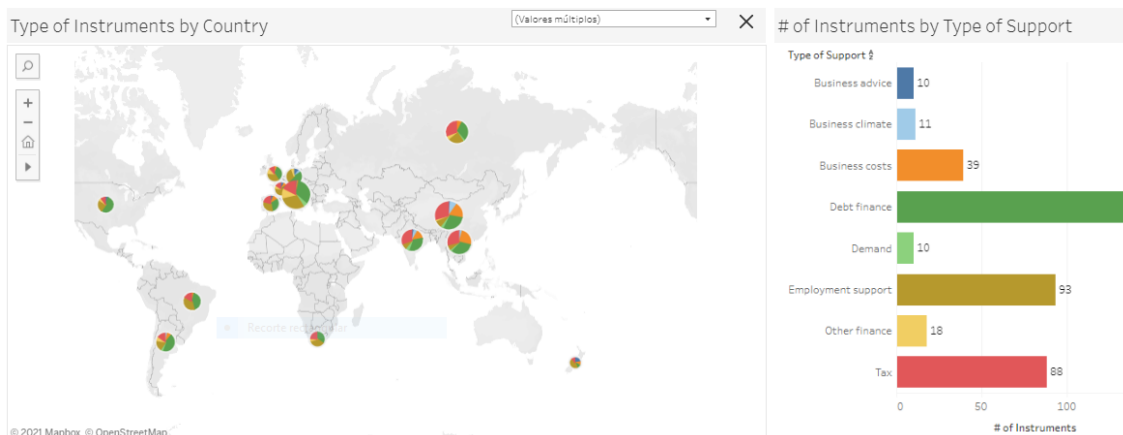 Type of Instruments by Country
(Valores múltiplos)
© 2021 Mapbox © OpenStreetMap
Recorte rectangular
# of Instruments by Type of Support
Type of Support
Business advice 10
Business climate 11
Business costs 39
Debt finance
Demand 10
Employment support 93
Other finance 18
Tax 88
0 50 100
# of Instruments